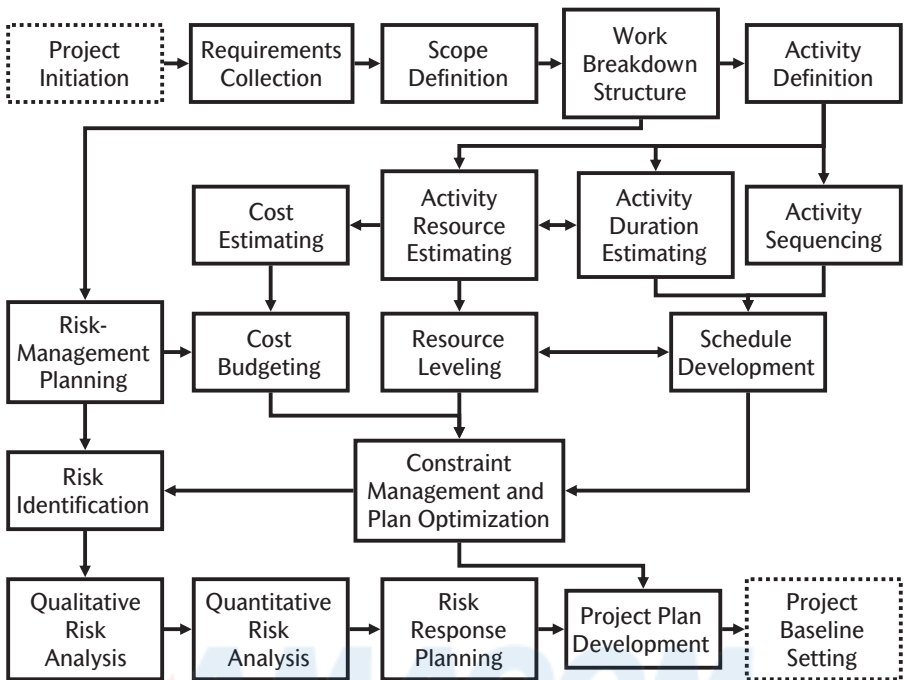 Project
Initiation
Requirements
Collection
Scope
Definition
Work
Breakdown
Structure
Activity
Definition
Cost
Estimating
Activity
Resource
Estimating
Activity
Duration
Estimating
Activity
Sequencing
Risk-
Management
Planning
Cost
Budgeting
Resource
Leveling
Schedule
Development
Risk
Identification
Constraint
Management and
Plan Optimization
Qualitative
Risk
Analysis
Quantitative
Risk
Analysis
Risk
Response
Planning
Project Plan
Development
Project
Baseline
Setting